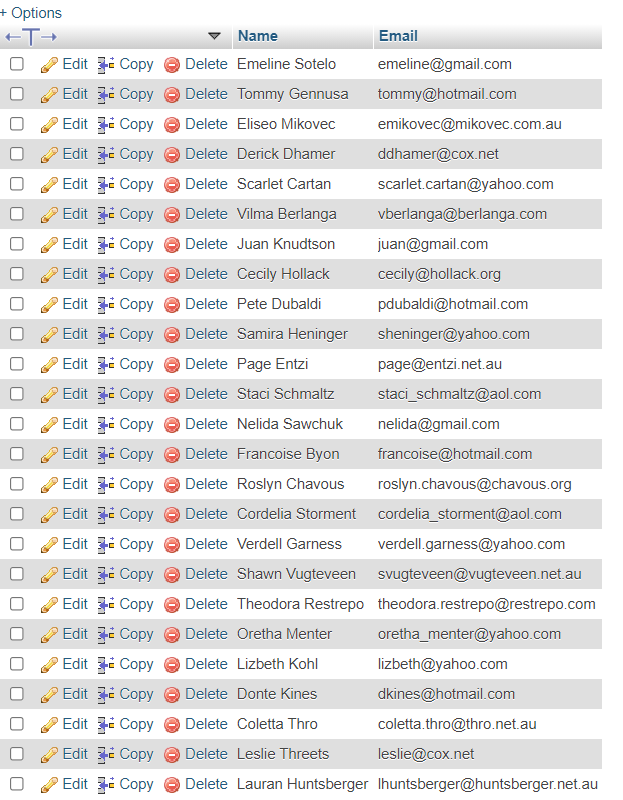 + Options
←T→ Name Email
Edit Copy Delete Emeline Sotelo emeline@gmail.com
Edit Copy Delete Tommy Gennusa tommy@hotmail.com
Edit Copy Delete Eliseo Mikovec emikovec@mikovec.com.au
Edit Copy Delete Derick Dhamer ddhamer@cox.net
Edit Copy Delete Scarlet Cartan scarlet.cartan@yahoo.com
Edit Copy Delete Vilma Berlanga vberlanga@berlanga.com
Edit Copy Delete Juan Knudtson juan@gmail.com
Edit Copy Delete Cecily Hollack cecily@hollack.org
Edit Copy Delete Pete Dubaldi pdubaldi@hotmail.com
Edit Copy Delete Samira Heninger sheninger@yahoo.com
Edit Copy Delete Page Entzi page@entzi.net.au
Edit Copy Delete Staci Schmaltz staci_schmaltz@aol.com
Edit Copy Delete Nelida Sawchuk nelida@gmail.com
Edit Copy Delete Francoise Byon francoise@hotmail.com
Edit Copy Delete Roslyn Chavous roslyn.chavous@chavous.org
Edit Copy Delete Cordelia Storment cordelia_storment@aol.com
Edit Copy Delete Verdell Garness verdell.garness@yahoo.com
Edit Copy Delete Shawn Vugteveen svugteveen@vugteveen.net.au
Edit Copy Delete Theodora Restrepo theodora.restrepo@restrepo.com
Edit Copy Delete Oretha Menter oretha_menter@yahoo.com
Edit Copy Delete Lizbeth Kohl lizbeth@yahoo.com
Edit Copy Delete Donte Kines dkines@hotmail.com
Edit Copy Delete Coletta Thro coletta.thro@thro.net.au
Edit Copy Delete Leslie Threets leslie@cox.net
Edit Copy Delete Lauran Huntsberger lhuntsberger@huntsberger.net.au